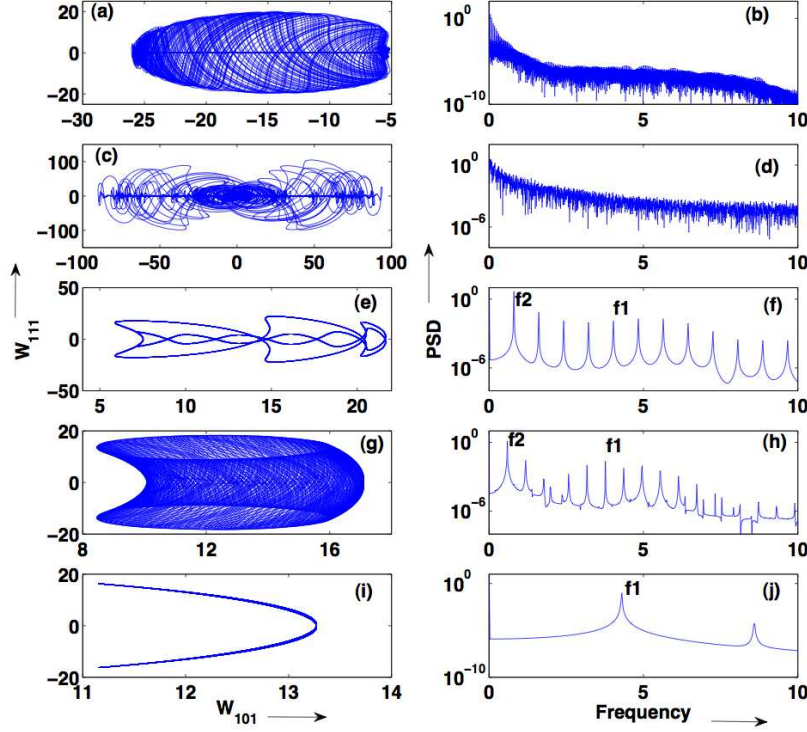 (a)
20
0
−20
−30 −25 −20 −15 −10 −5
(b)
10^0
10^−10
0 5 10
(c)
100
0
−100
−100 −50 0 50 100
(d)
10^0
10^−6
0 5 10
(e)
50
0
−50
5 10 15 20
(f)
f2
f1
10^0
10^−6
0 5 10
(g)
20
0
−20
8 12 16
(h)
f2
f1
10^0
10^−6
0 5 10
(i)
20
0
−20
11 12 13 14
(j)
f1
10^0
10^−10
0 5 10
W_111
PSD
W_101
Frequency